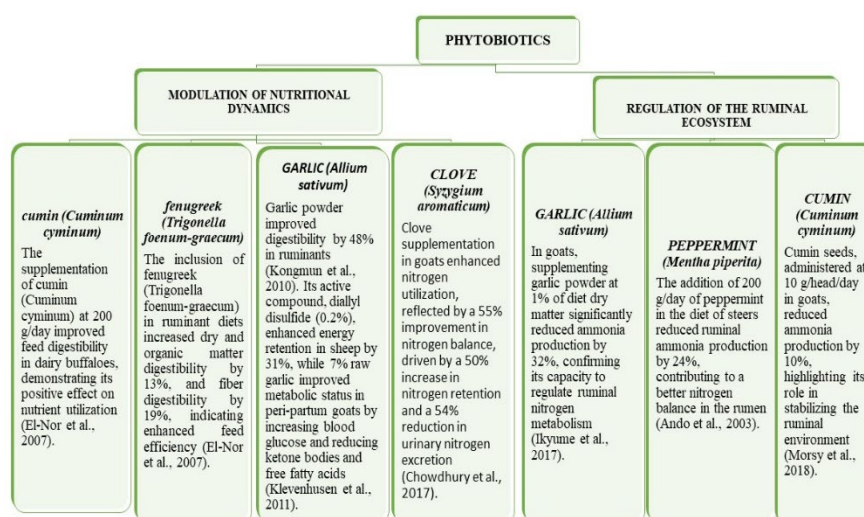 PHYTOBIOTICS
MODULATION OF NUTRITIONAL
DYNAMICS
REGULATION OF THE RUMINAL
ECOSYSTEM
cumin (Cuminum
cyminum)
The
supplementation
of cumin
(Cuminum
cyminum) at 200
g/day improved
feed digestibility
in dairy buffaloes,
demonstrating its
positive effect on
nutrient utilization
(El-Nor et al.,
2007).
fenugreek
(Trigonella
foenum-graecum)
The inclusion of
fenugreek
(Trigonella
foenum-graecum)
in ruminant diets
increased dry and
organic matter
digestibility by
13%, and fiber
digestibility by
19%, indicating
enhanced feed
efficiency (El-Nor
et al., 2007).
GARLIC (Allium
sativum)
Garlic powder
improved
digestibility by 48%
in ruminants
(Kongmun et al.,
2010). Its active
compound, diallyl
disulfide (0.2%),
enhanced energy
retention in sheep by
31%, while 7% raw
garlic improved
metabolic status in
peri-partum goats by
increasing blood
glucose and reducing
ketone bodies and
free fatty acids
(Klevenhusen et al.,
2011).
CLOVE
(Syzygium
aromaticum)
Clove
supplementation
in goats enhanced
nitrogen
utilization,
reflected by a 55%
improvement in
nitrogen balance,
driven by a 50%
increase in
nitrogen retention
and a 54%
reduction in
urinary nitrogen
excretion
(Chowdhury et al.,
2017).
GARLIC (Allium
sativum)
In goats,
supplementing
garlic powder at
1% of diet dry
matter significantly
reduced ammonia
production by
32%, confirming
its capacity to
regulate ruminal
nitrogen
metabolism
(Ikyume et al.,
2017).
PEPPERMINT
(Mentha piperita)
The addition of 200
g/day of peppermint
in the diet of steers
reduced ruminal
ammonia production
by 24%,
contributing to a
better nitrogen
balance in the rumen
(Ando et al., 2003).
CUMIN
(Cuminum
cyminum)
Cumin seeds,
administered at
10 g/head/day
in goats,
reduced
ammonia
production by
10%,
highlighting its
role in
stabilizing the
ruminal
environment
(Morsy et al.,
2018).